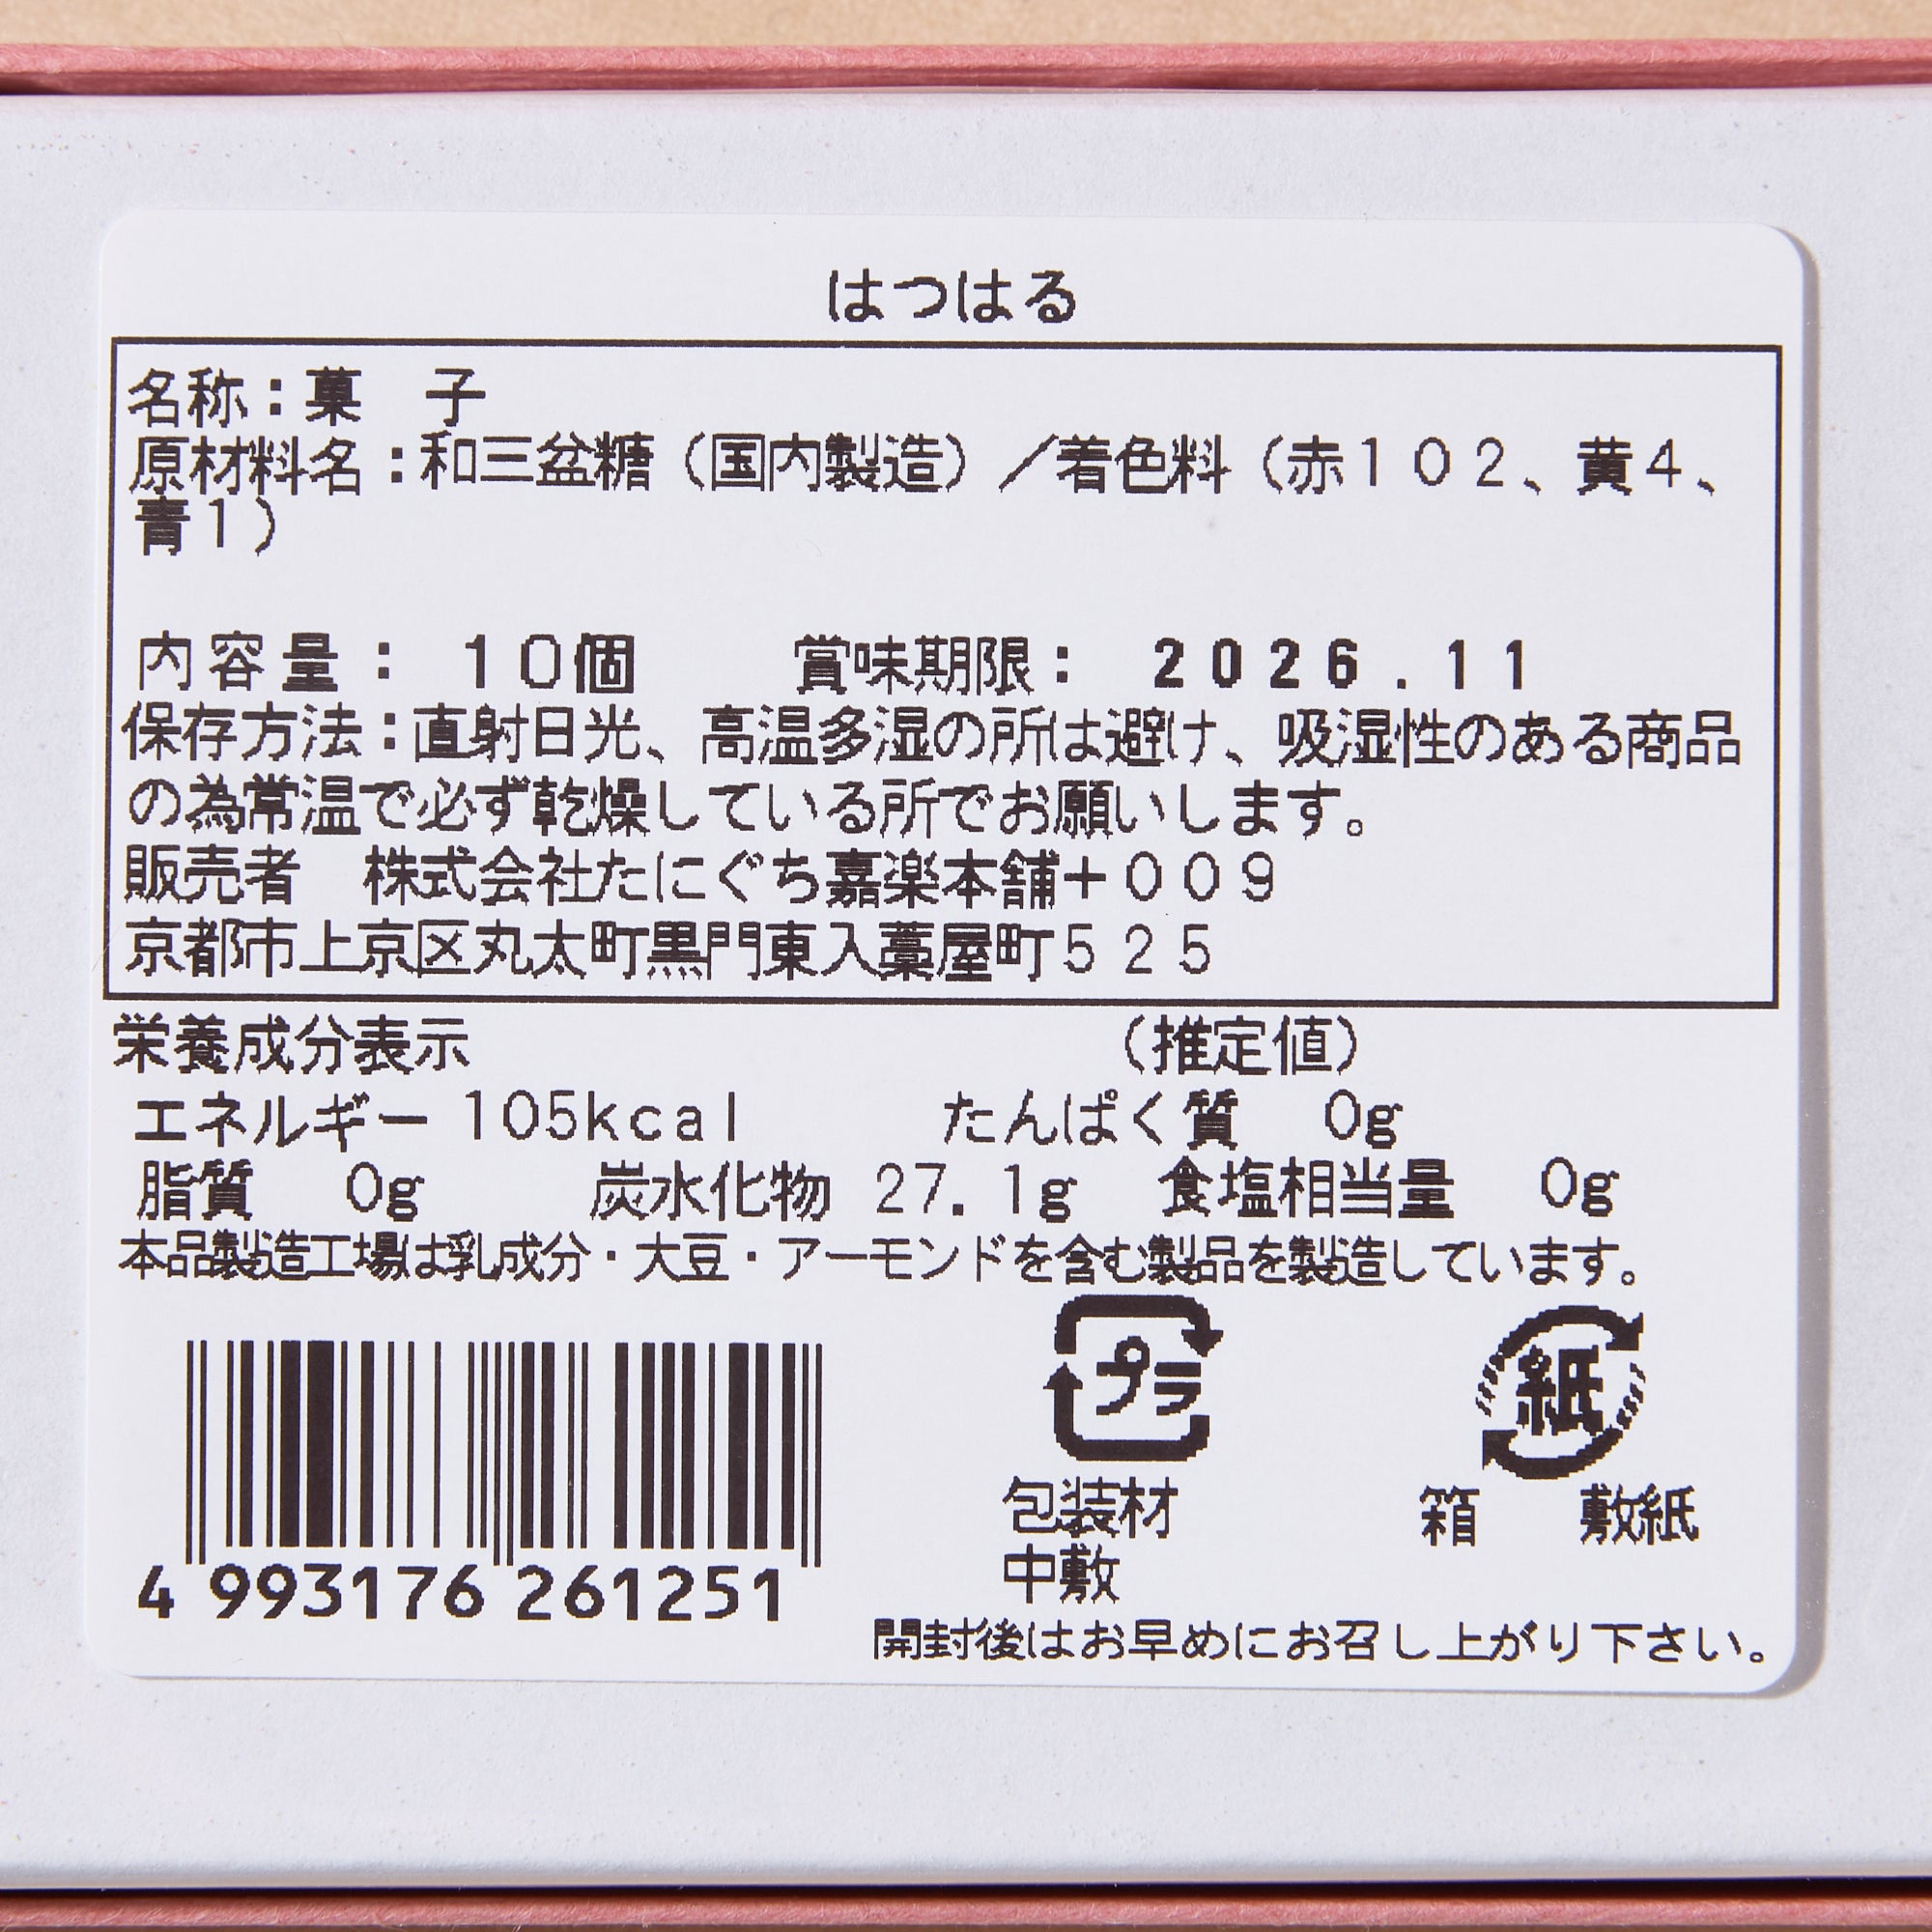 はつはる
名称：菓　子
原材料名：和三盆糖（国内製造）／着色料（赤１０２、黄４、
青１）
内容量： １０個　　賞味期限： ２０２６．１１
保存方法：直射日光、高温多湿の所は避け、吸湿性のある商品
の為常温で必ず乾燥している所でお願いします。
販売者　株式会社たにぐち嘉楽本舗＋００９
京都市上京区丸太町黒門東入藁屋町５２５
栄養成分表示　　（推定値）
エネルギー 105kcal　　たんぱく質　0g
脂質　0g　　炭水化物 27.1g　食塩相当量　0g
本品製造工場は乳成分・大豆・アーモンドを含む製品を製造しています。
プラ　紙
包装材　箱　敷紙
中敷
4 993176 261251
開封後はお早めにお召し上がり下さい。